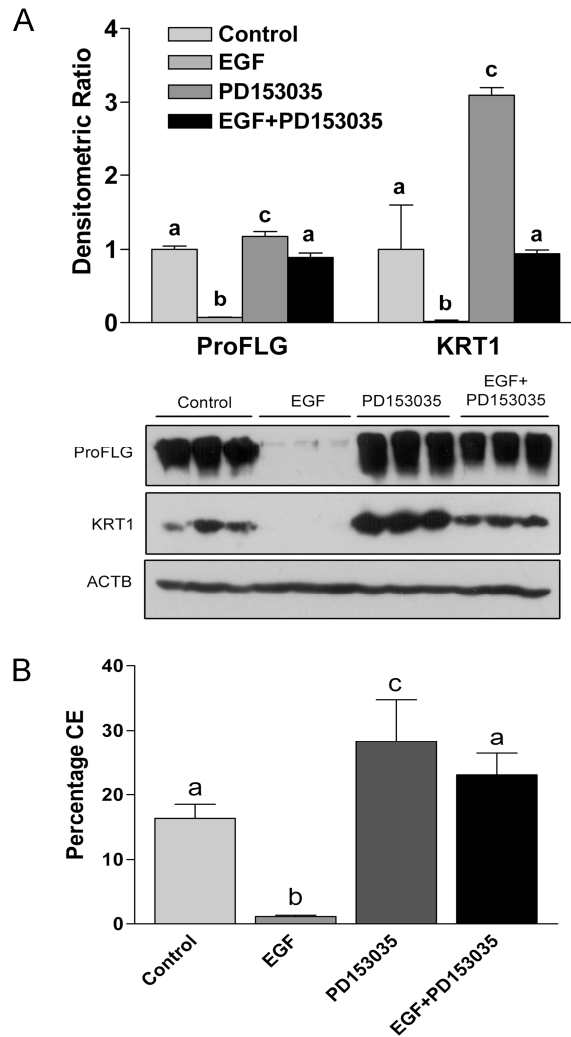 A
Densitometric Ratio
4
3
2
1
0
Control
EGF
PD153035
EGF+PD153035
a
b
c
a
a
b
c
a
ProFLG
KRT1
Control
EGF
PD153035
EGF+
PD153035
ProFLG
KRT1
ACTB
B
Percentage CE
40
30
20
10
0
a
b
c
a
Control
EGF
PD153035
EGF+PD153035